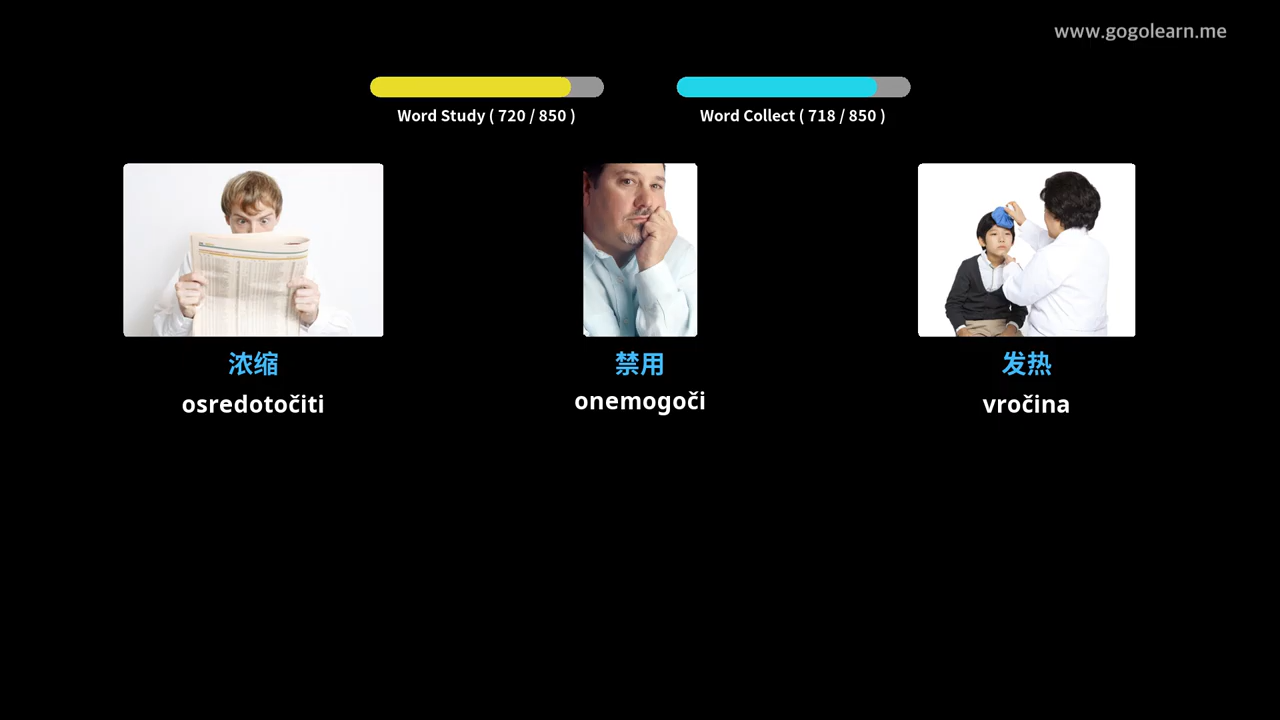 www.gogolearn.me
Word Study ( 720 / 850 )
Word Collect ( 718 / 850 )
浓缩
禁用
发热
osredotočiti
onemogoči
vročina